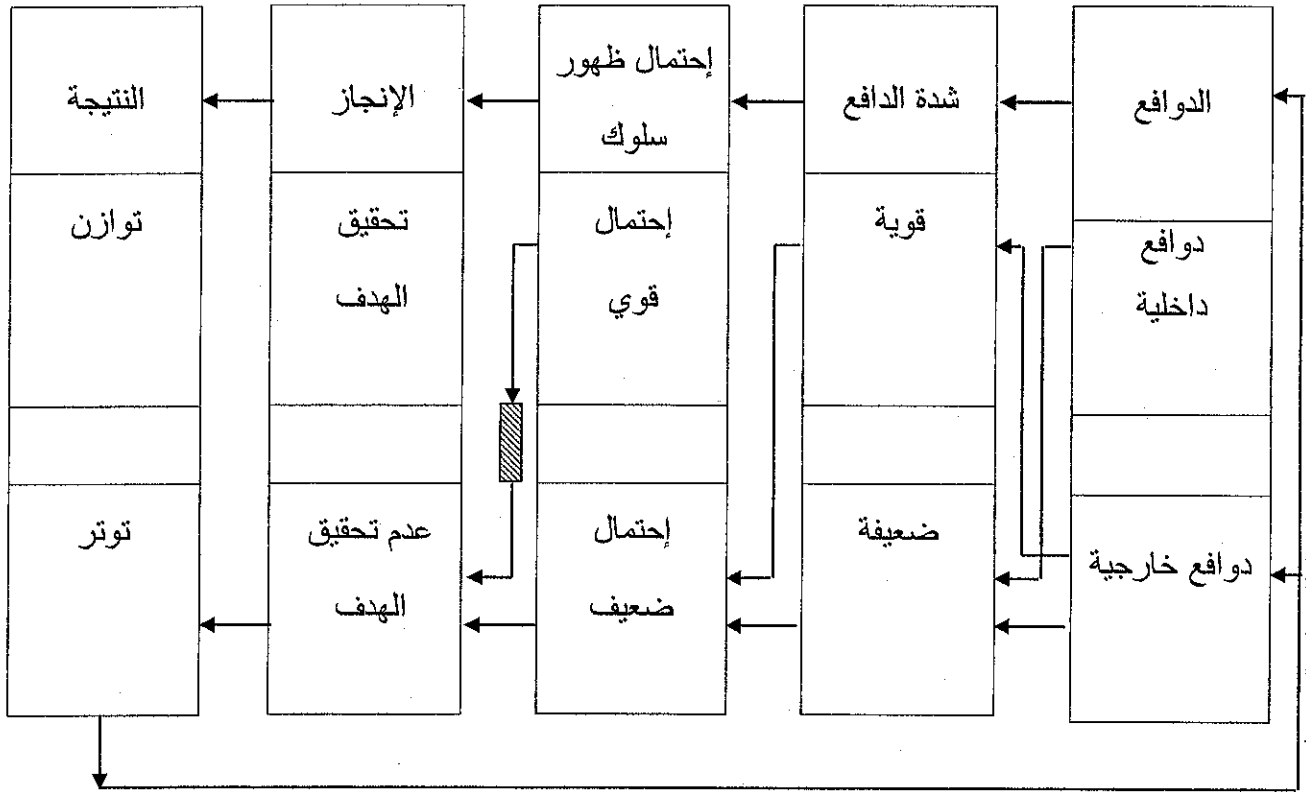 الدوافع
شدة الدافع
إحتمال ظهور
سلوك
الإنجاز
النتيجة
دوافع
داخلية
قوية
إحتمال
قوي
تحقيق
الهدف
توازن
دوافع خارجية
ضعيفة
إحتمال
ضعيف
عدم تحقيق
الهدف
توتر